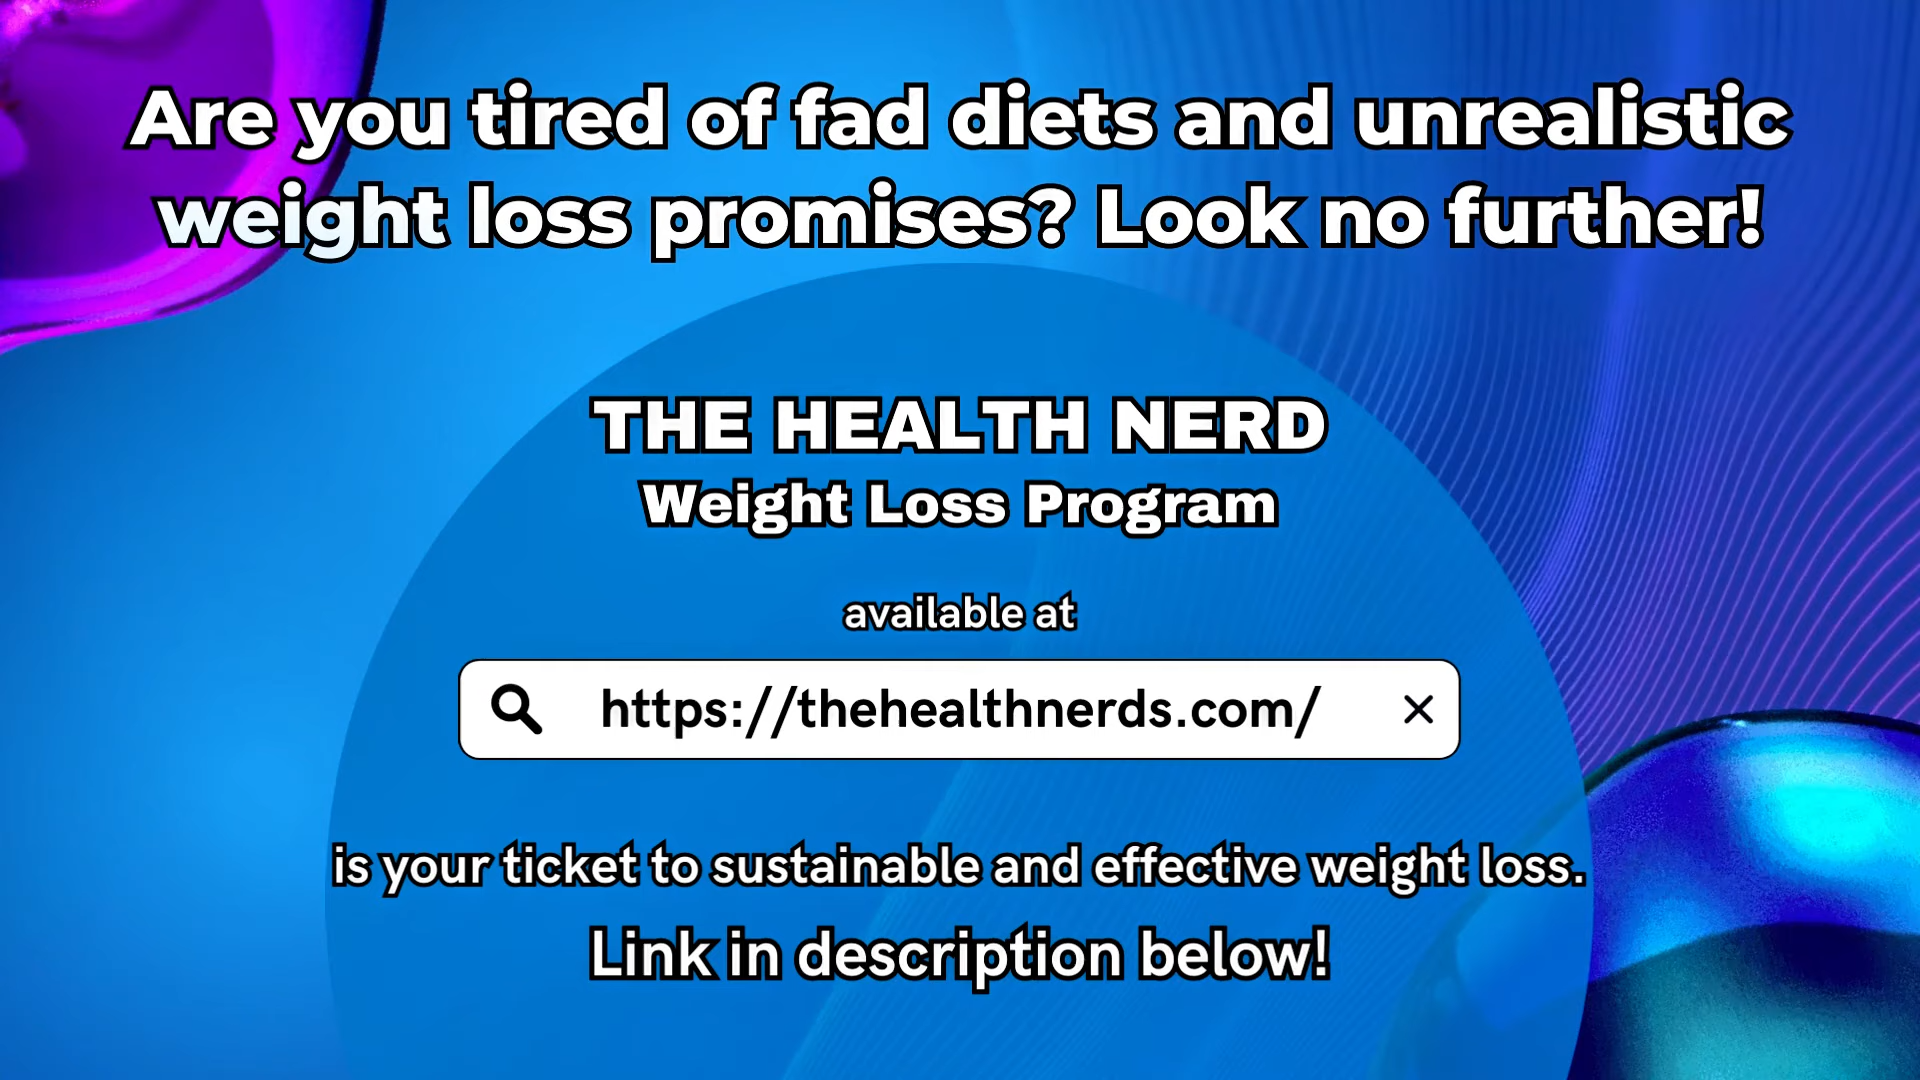 Are you tired of fad diets and unrealistic
weight loss promises? Look no further!
THE HEALTH NERD
Weight Loss Program
available at
https://thehealthnerds.com/
is your ticket to sustainable and effective weight loss.
Link in description below!